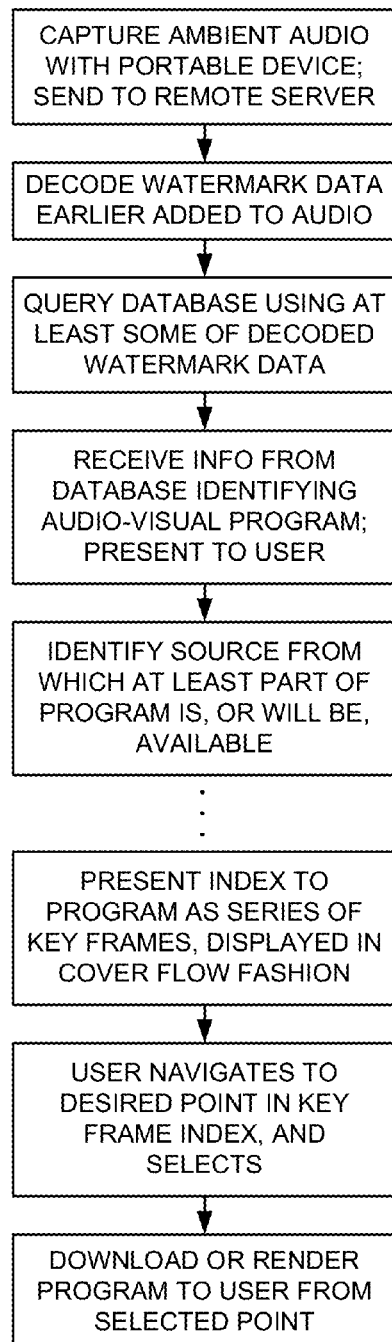 CAPTURE AMBIENT AUDIO
WITH PORTABLE DEVICE;
SEND TO REMOTE SERVER
DECODE WATERMARK DATA
EARLIER ADDED TO AUDIO
QUERY DATABASE USING AT
LEAST SOME OF DECODED
WATERMARK DATA
RECEIVE INFO FROM
DATABASE IDENTIFYING
AUDIO-VISUAL PROGRAM;
PRESENT TO USER
IDENTIFY SOURCE FROM
WHICH AT LEAST PART OF
PROGRAM IS, OR WILL BE,
AVAILABLE
PRESENT INDEX TO
PROGRAM AS SERIES OF
KEY FRAMES, DISPLAYED IN
COVER FLOW FASHION
USER NAVIGATES TO
DESIRED POINT IN KEY
FRAME INDEX, AND
SELECTS
DOWNLOAD OR RENDER
PROGRAM TO USER FROM
SELECTED POINT